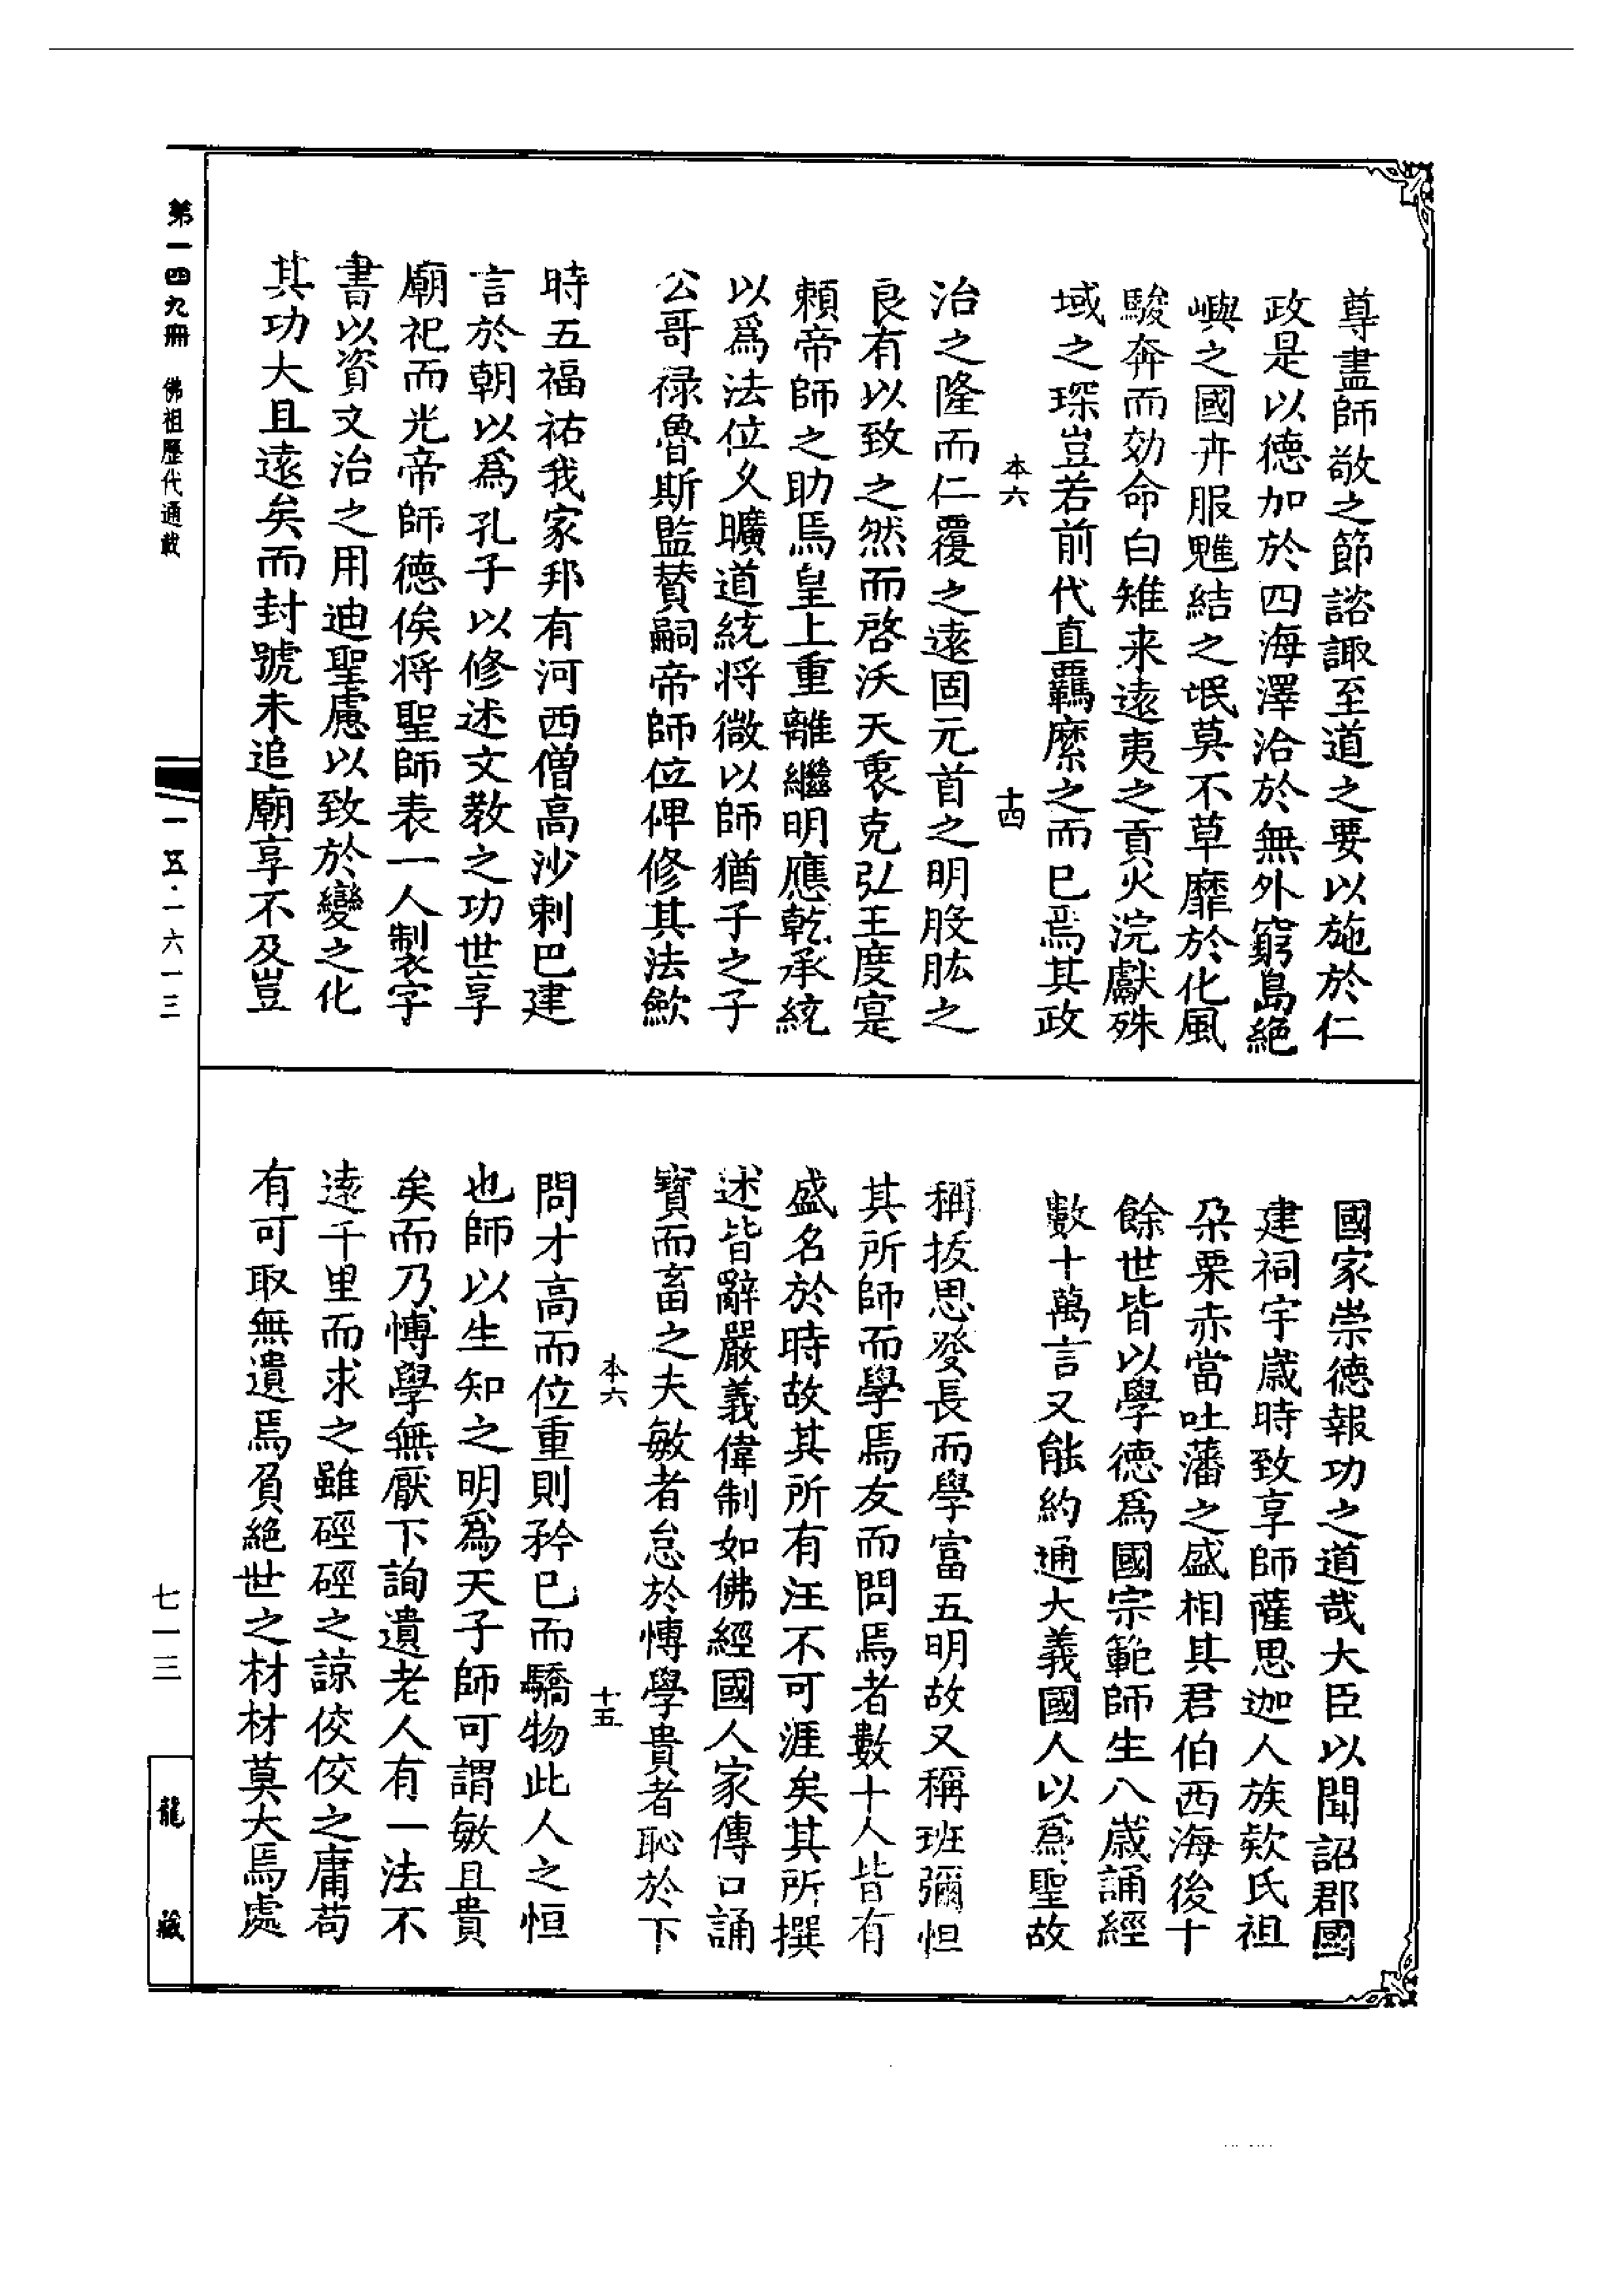 尊盡師敬之節諮諏至道之要以施於仁
政是以德加於四海澤洽於無外窮島絕
嶼之國卉服魋結之氓莫不草靡於化風
駿奔而効命白雉来遠夷之貢火浣獻殊
域之琛豈若前代直羈縻之而巳焉其政
本六 十四
治之隆而仁覆之遠固元首之明股肱之
良有以致之然而啓沃天衷克弘王度寔
頼帝師之助焉皇上重離繼明應乾承統
以爲法位乆曠道統将微以師猶子之子
公哥禄魯斯監賛嗣帝師位俾修其法歟
時五福祐我家邦有河西僧高沙剌巴建
言於朝以爲孔子以修述文教之功世享
廟祀而光帝師德侔将聖師表一人製字
書以資文治之用迪聖慮以致於變之化
其功大且遠矣而封號未追廟享不及豈
國家崇德報功之道哉大臣以聞詔郡國
建祠宇歲時致享師薩思迦人族欵氏祖
朵栗赤當吐藩之盛相其君伯西海後十
餘世皆以學德爲國宗範師生八歲誦經
數十萬言又能約通大義國人以爲聖故
稱拔思發長而學富五明故又稱班彌怛
其所師而學焉友而問焉者數十人皆有
盛名於時故其所有汪不可涯矣其所撰
述皆辭嚴義偉制如佛經國人家傳口誦
寶而畜之夫敏者怠於愽學貴者恥於下
本六 十五
問才高而位重則矜巳而驕物此人之恒
也師以生知之明爲天子師可謂敏且貴
矣而乃愽學無厭下詢遺老人有一法不
遠千里而求之雖硜硜之諒佼佼之庸苟
有可取無遺焉負絕世之材材莫大焉處
第一四九冊 佛祖歷代通載
一一五·一六一三
七一三
龍藏